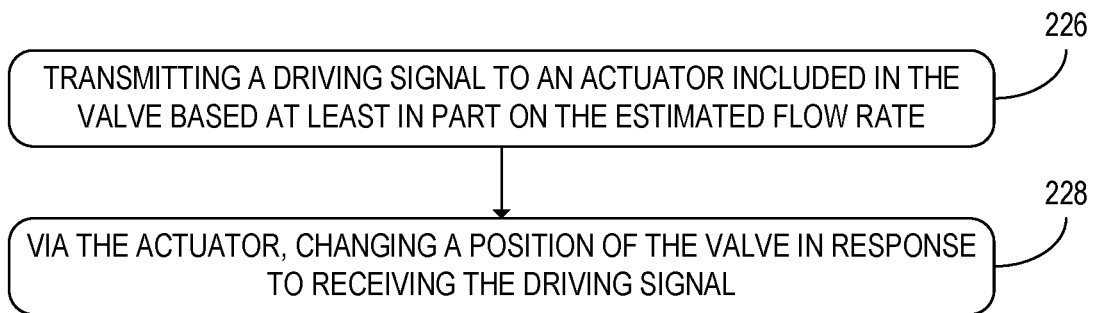 226
TRANSMITTING A DRIVING SIGNAL TO AN ACTUATOR INCLUDED IN THE
VALVE BASED AT LEAST IN PART ON THE ESTIMATED FLOW RATE
228
VIA THE ACTUATOR, CHANGING A POSITION OF THE VALVE IN RESPONSE
TO RECEIVING THE DRIVING SIGNAL